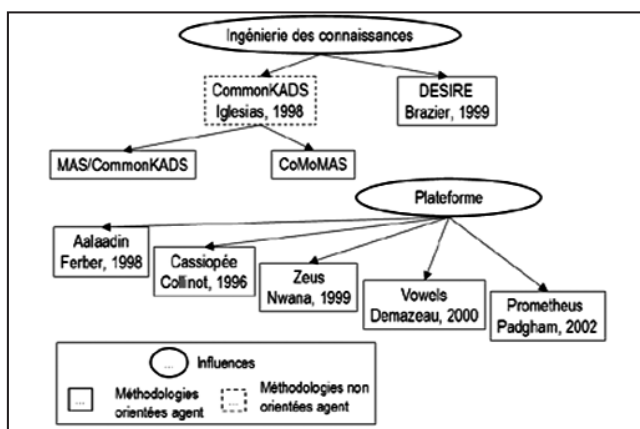 Ingénierie des connaissances
CommonKADS
Iglesias, 1998
DESIRE
Brazier, 1999
MAS/CommonKADS
CoMoMAS
Plateforme
Aalaadin
Ferber, 1998
Cassiopée
Collinot, 1996
Zeus
Nwana, 1999
Vowels
Demazeau, 2000
Prometheus
Padgham, 2002
... Influences
... Méthodologies
orientées agent
... Méthodologies non
orientées agent